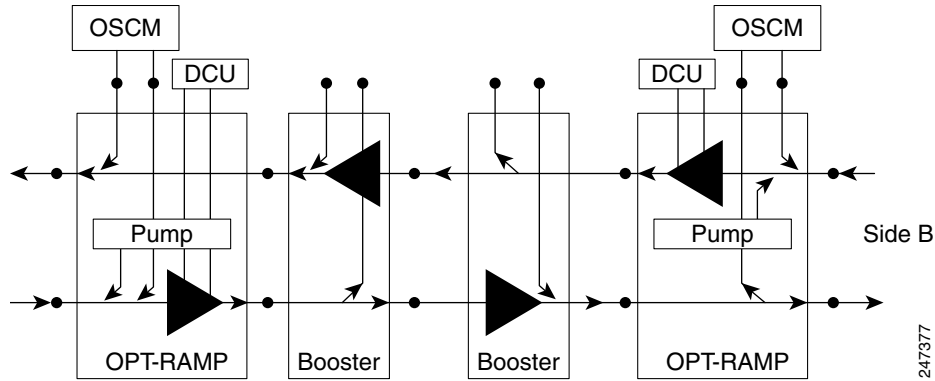 OSCM
OSCM
DCU
DCU
Pump
Pump
Side B
OPT-RAMP
Booster
Booster
OPT-RAMP
247377